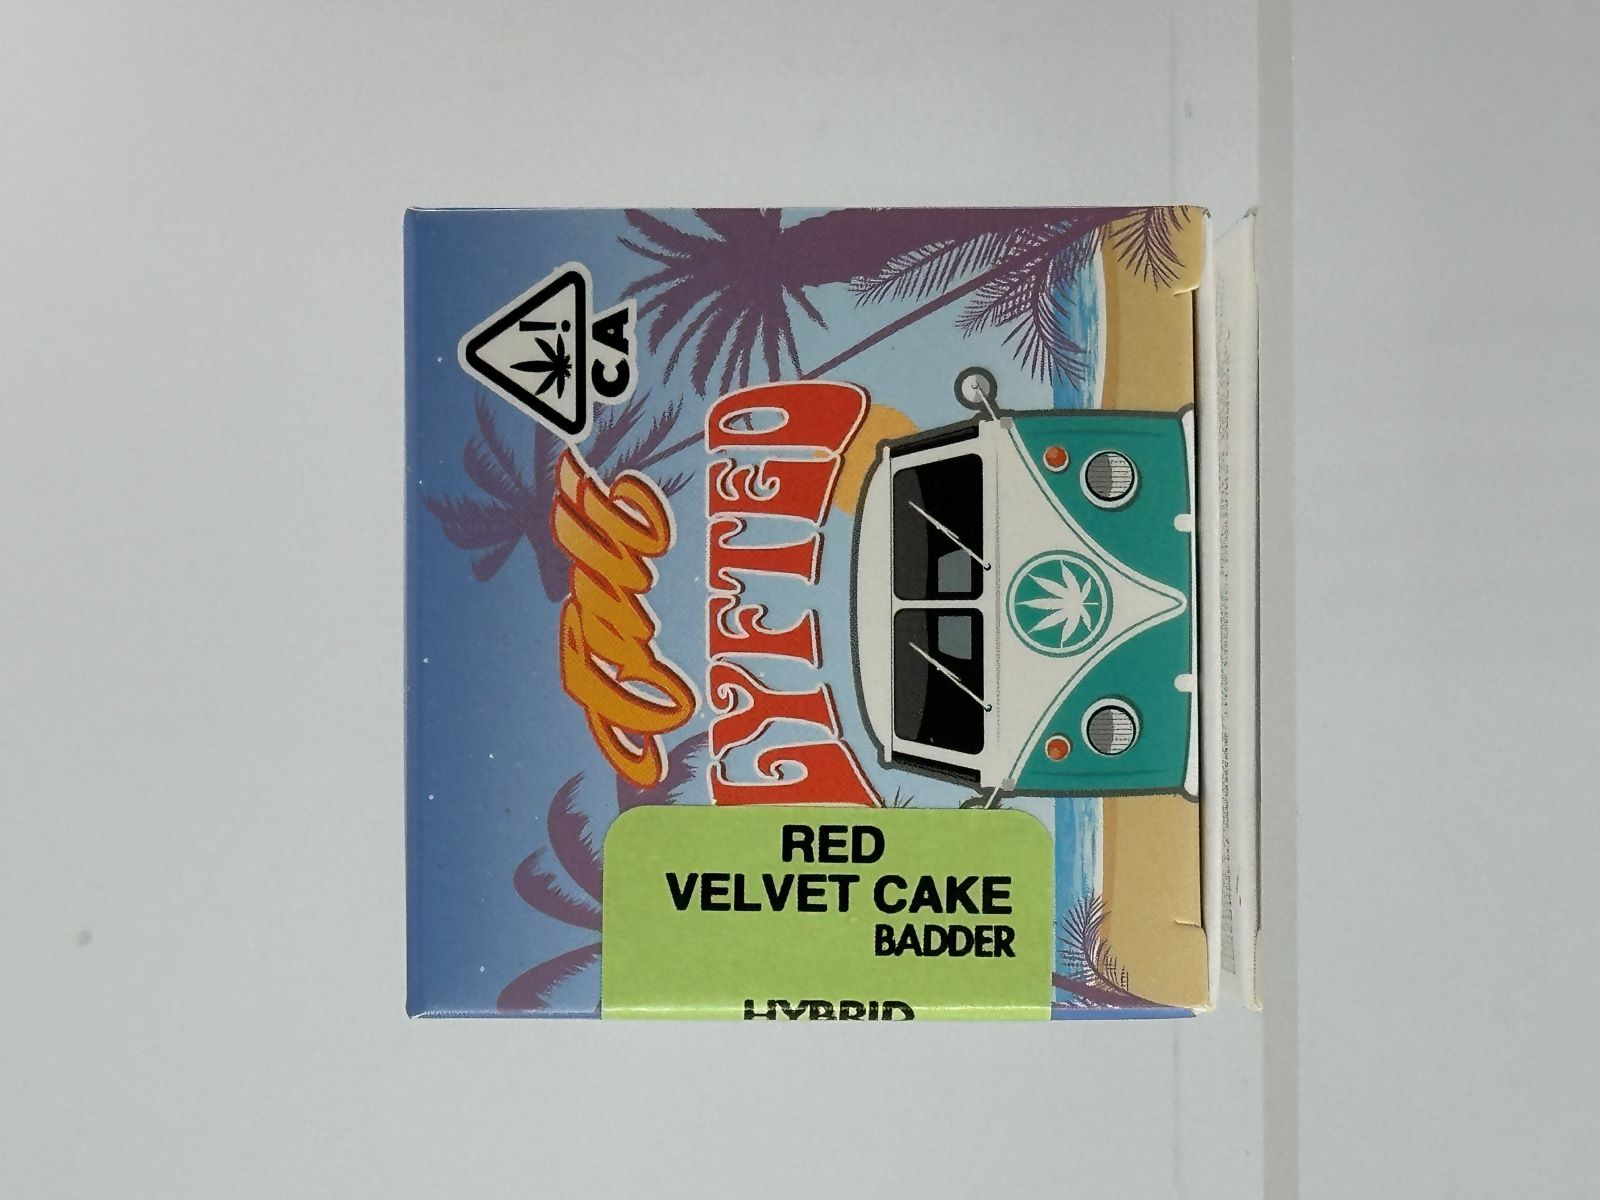 !
CA
Cali
GYFTED
RED
VELVET CAKE
BADDER
HYBRID